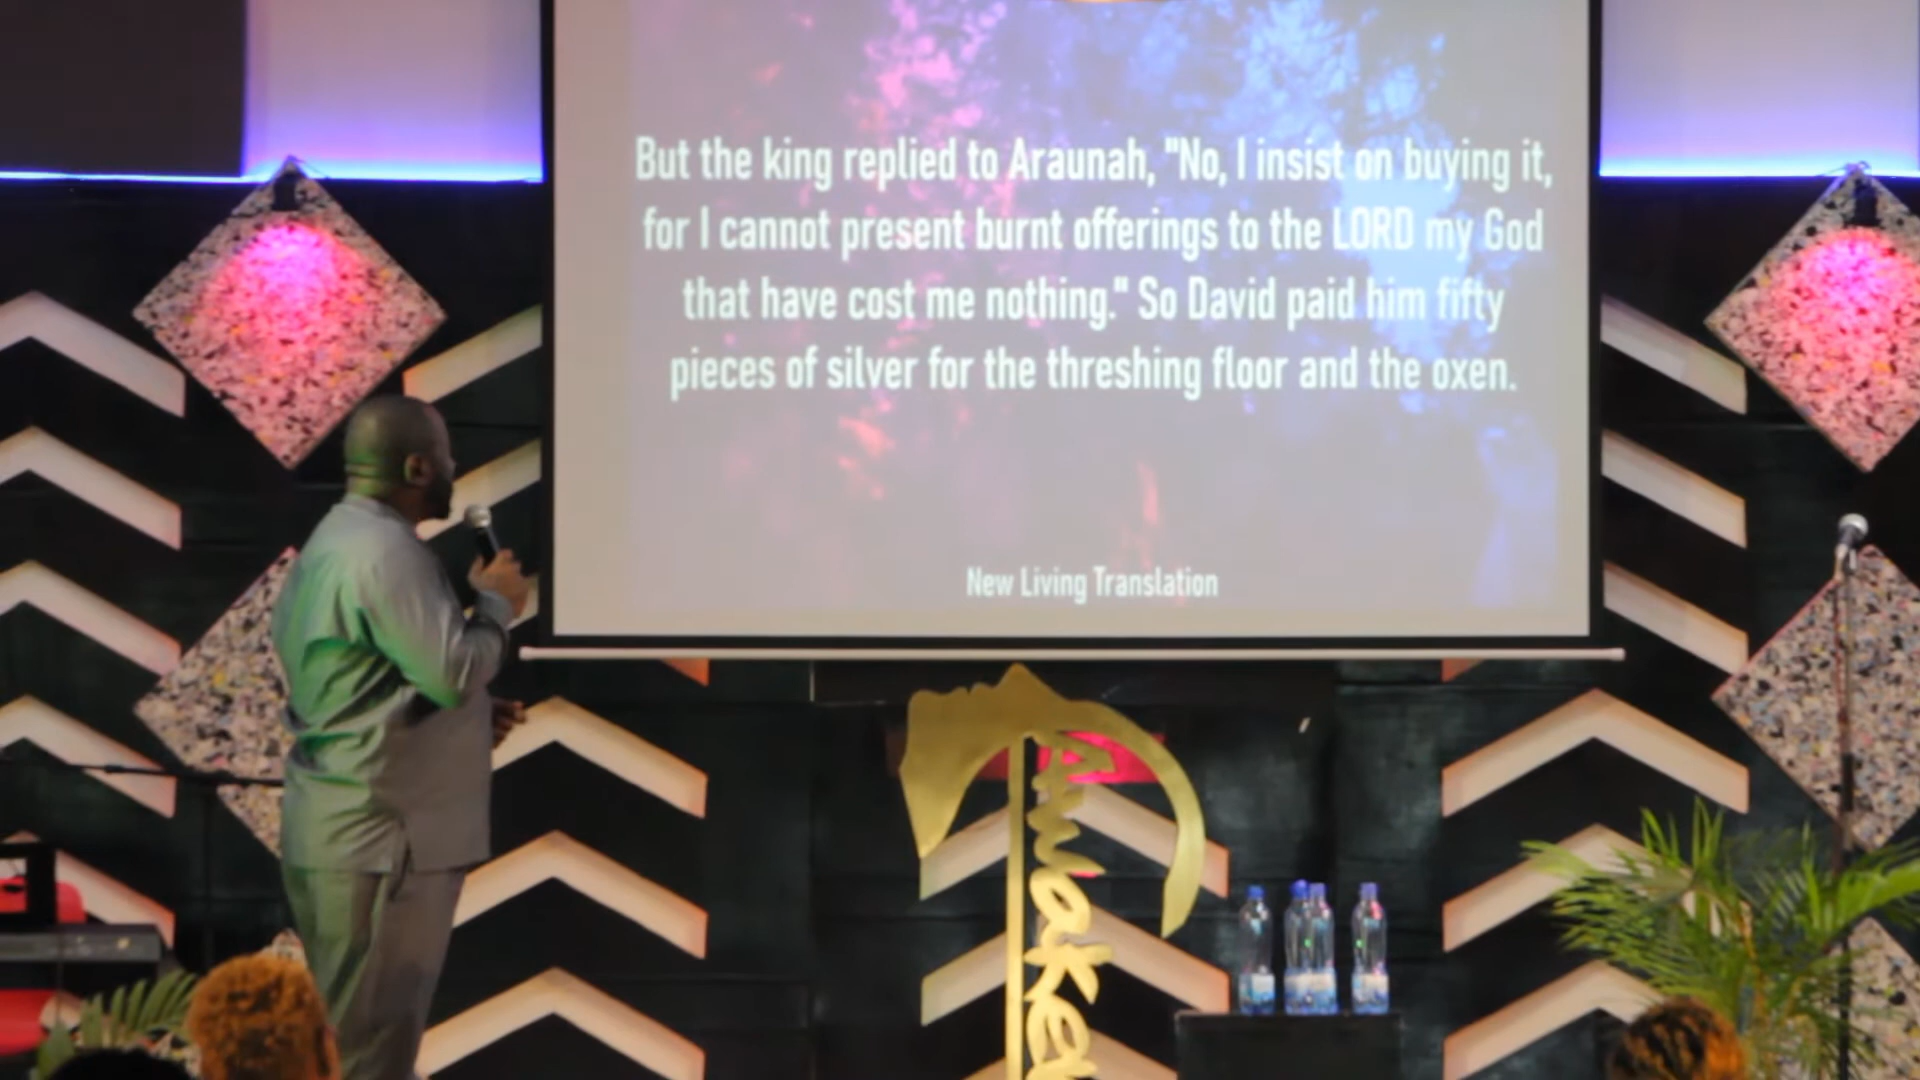 But the king replied to Araunah, "No, I insist on buying it,
for I cannot present burnt offerings to the LORD my God
that have cost me nothing." So David paid him fifty
pieces of silver for the threshing floor and the oxen.
New Living Translation